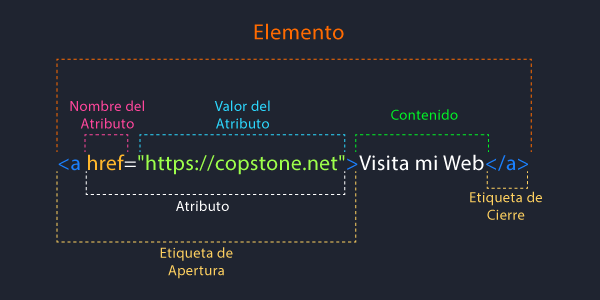 Elemento
Nombre del
Atributo
Valor del
Atributo
Contenido
<a href="https://copstone.net">Visita mi Web</a>
Atributo
Etiqueta de
Cierre
Etiqueta de
Apertura